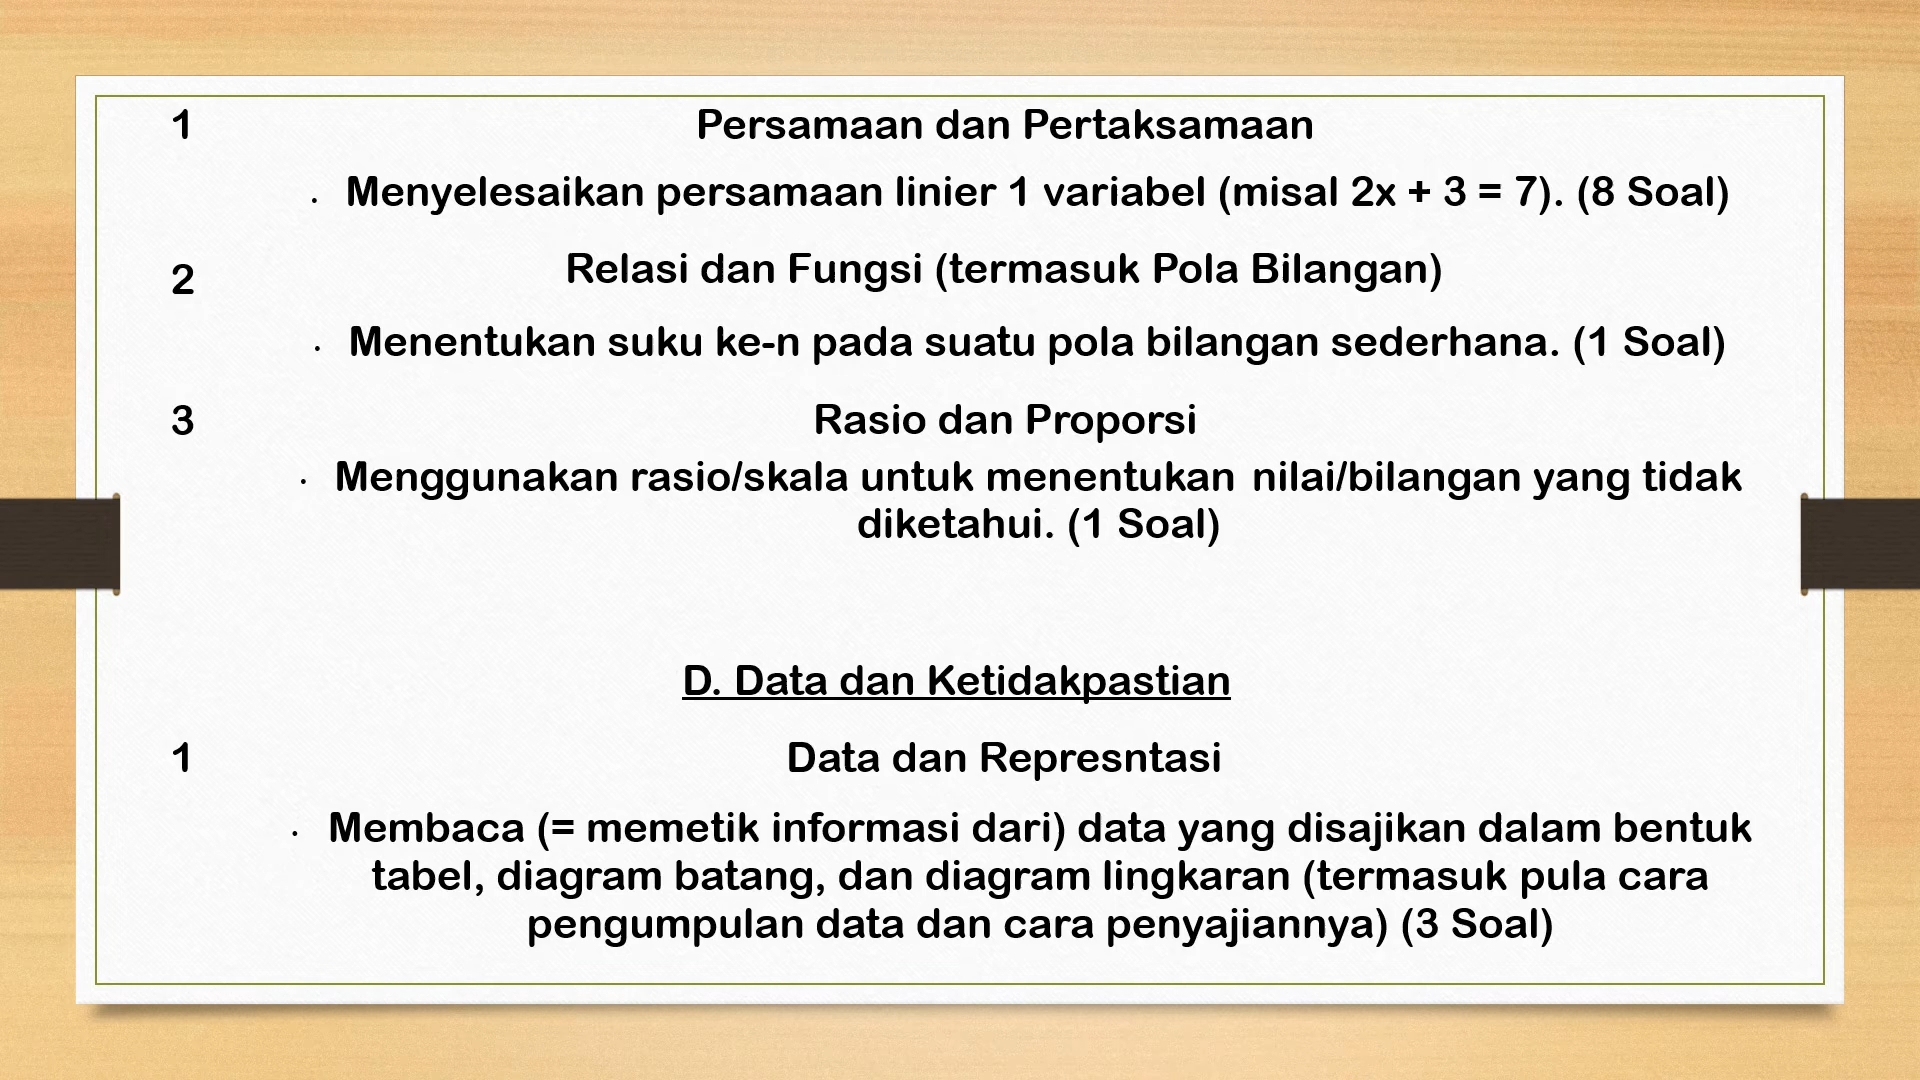 1 Persamaan dan Pertaksamaan
• Menyelesaikan persamaan linier 1 variabel (misal 2x + 3 = 7). (8 Soal)
2 Relasi dan Fungsi (termasuk Pola Bilangan)
• Menentukan suku ke-n pada suatu pola bilangan sederhana. (1 Soal)
3 Rasio dan Proporsi
• Menggunakan rasio/skala untuk menentukan nilai/bilangan yang tidak
diketahui. (1 Soal)
D. Data dan Ketidakpastian
1 Data dan Represntasi
• Membaca (= memetik informasi dari) data yang disajikan dalam bentuk
tabel, diagram batang, dan diagram lingkaran (termasuk pula cara
pengumpulan data dan cara penyajiannya) (3 Soal)